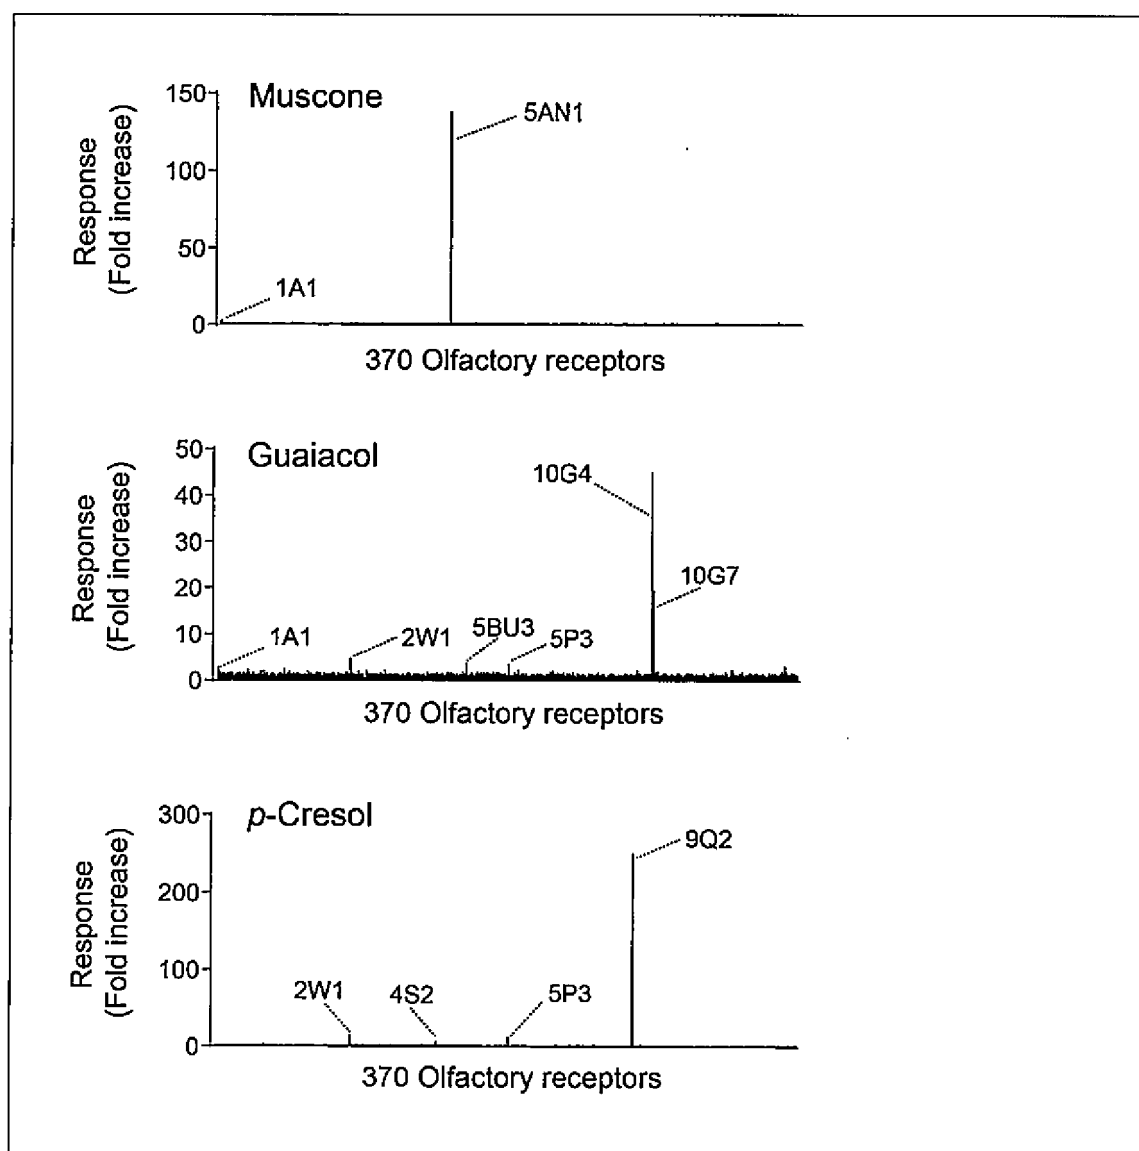 Muscone
150
100
50
0
Response
(Fold increase)
5AN1
1A1
370 Olfactory receptors
Guaiacol
50
40
30
20
10
0
Response
(Fold increase)
10G4
10G7
1A1
2W1
5BU3
5P3
370 Olfactory receptors
p-Cresol
300
200
100
0
Response
(Fold increase)
9Q2
2W1
4S2
5P3
370 Olfactory receptors